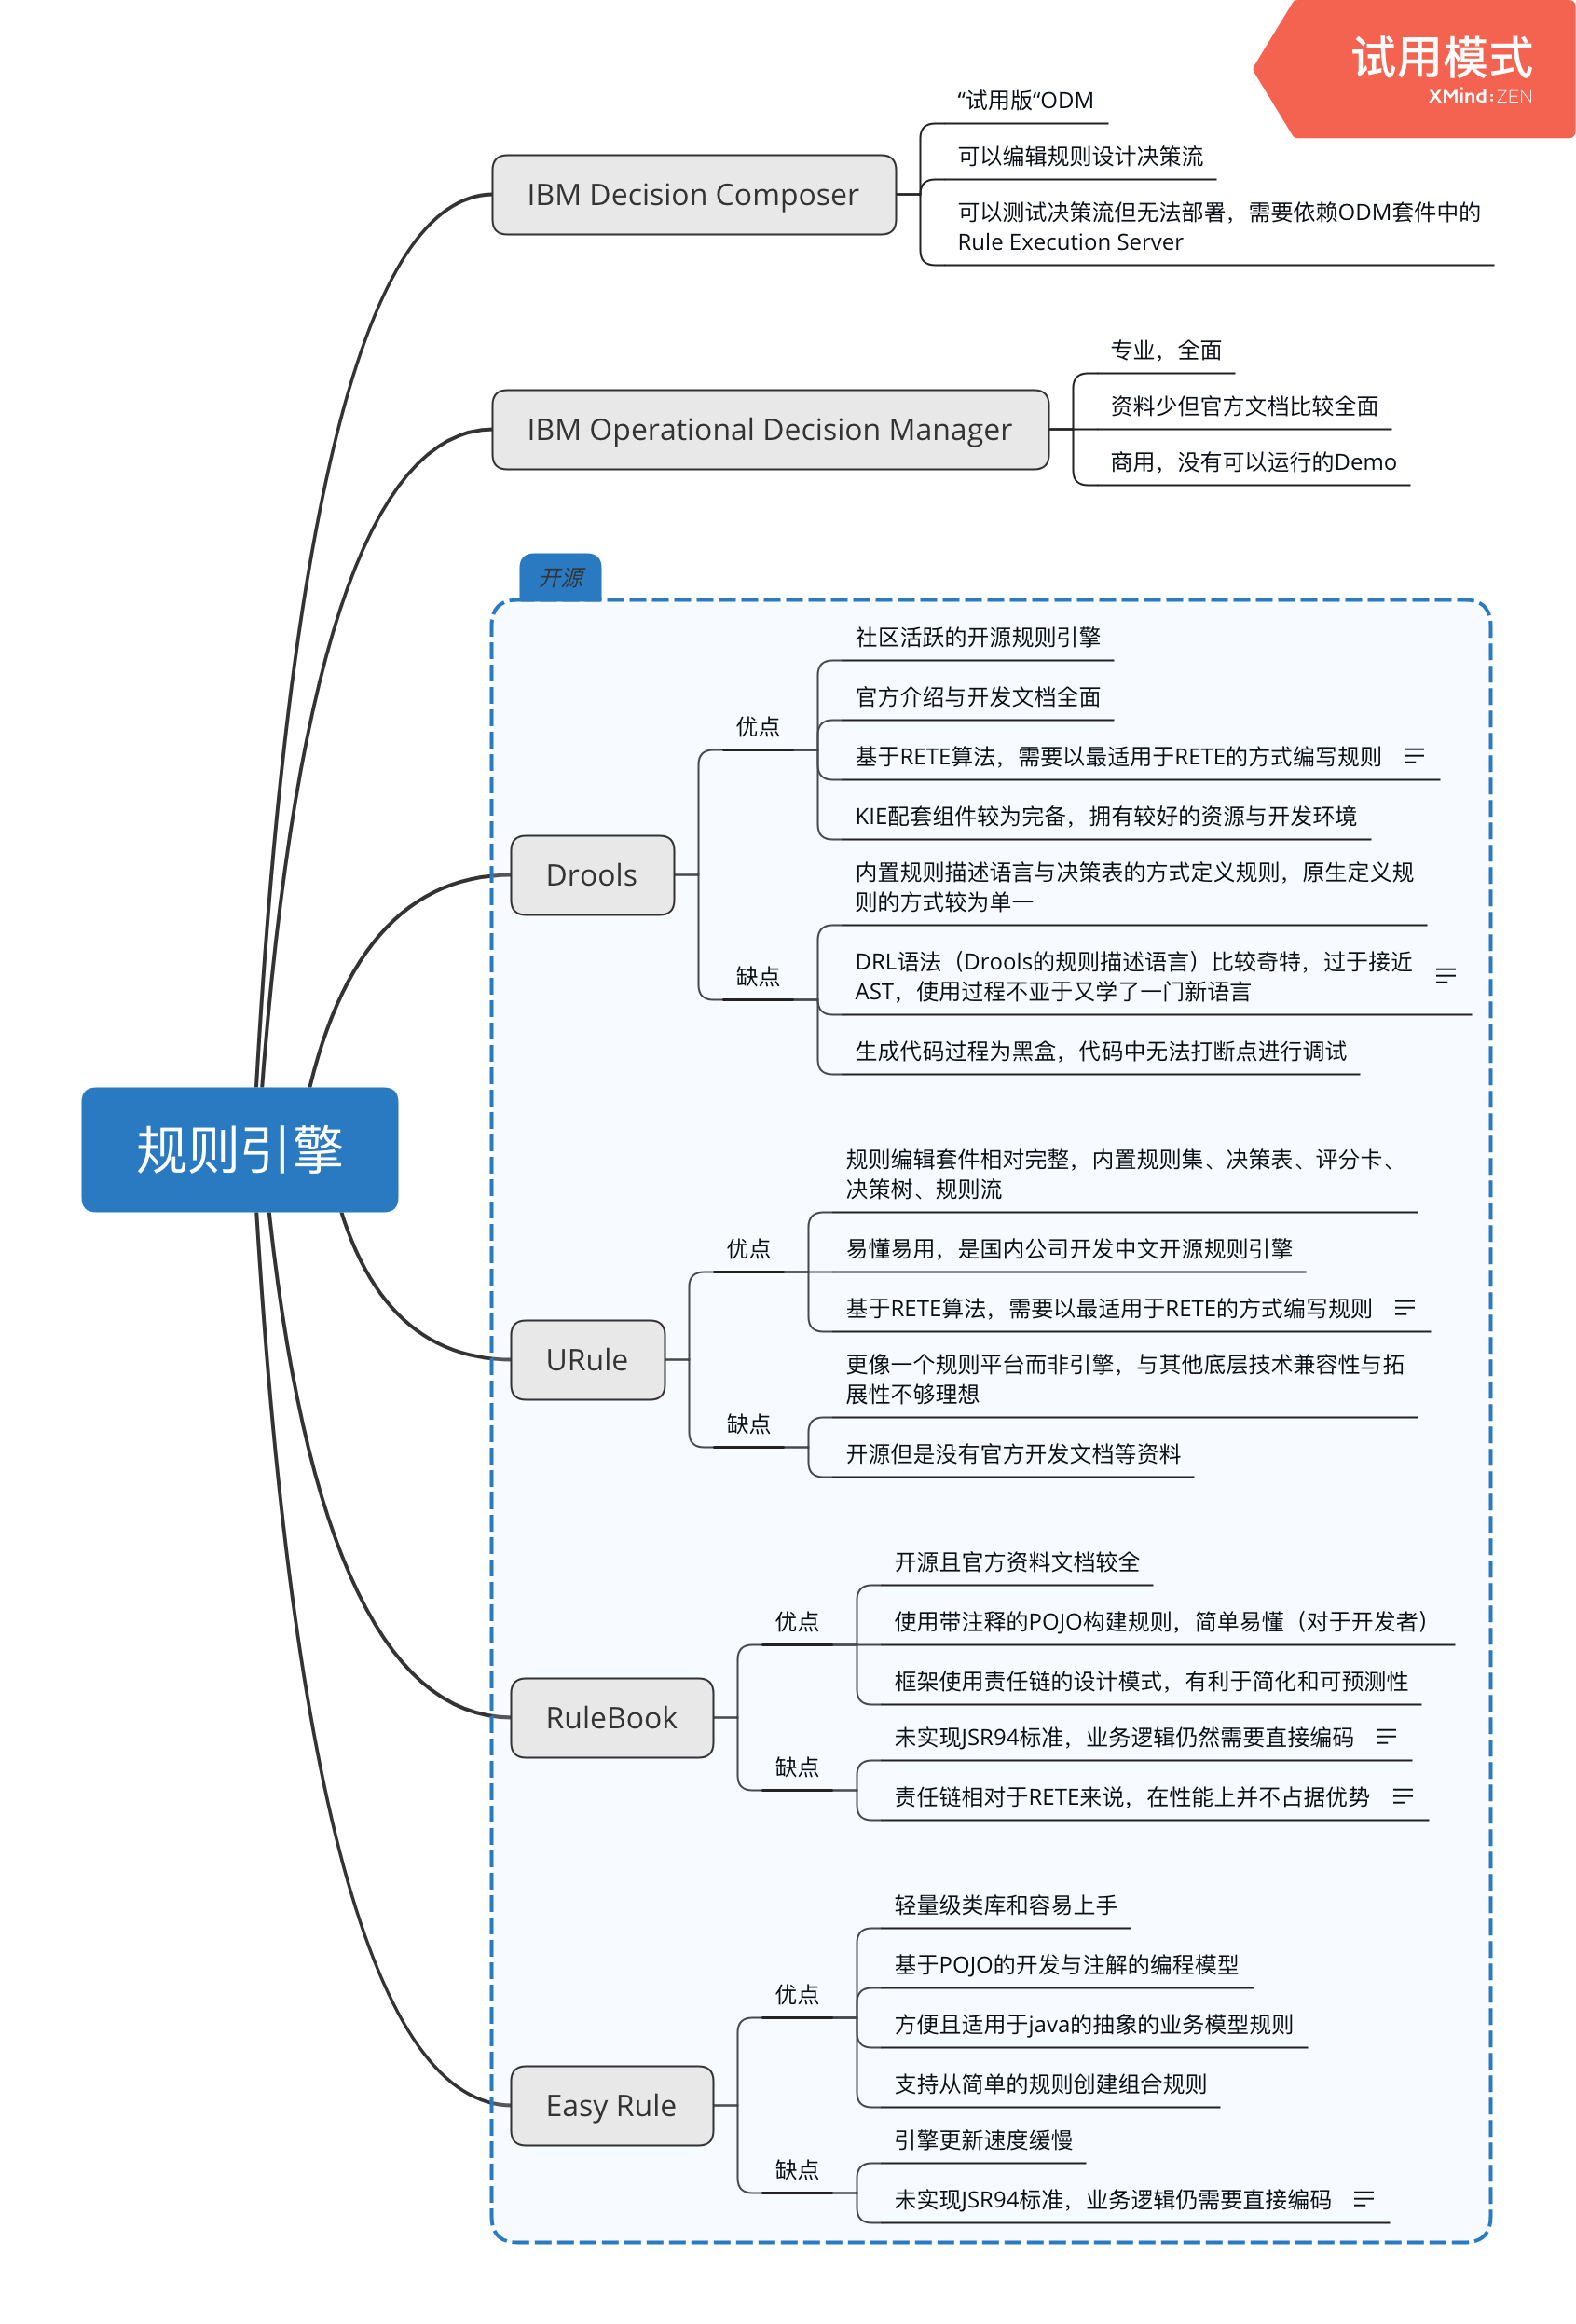 试用模式
XMind:ZEN
“试用版“ODM
IBM Decision Composer
可以编辑规则设计决策流
可以测试决策流但无法部署，需要依赖ODM套件中的
Rule Execution Server
专业，全面
IBM Operational Decision Manager
资料少但官方文档比较全面
商用，没有可以运行的Demo
开源
规则引擎
Drools
优点
社区活跃的开源规则引擎
官方介绍与开发文档全面
基于RETE算法，需要以最适用于RETE的方式编写规则
KIE配套组件较为完备，拥有较好的资源与开发环境
缺点
内置规则描述语言与决策表的方式定义规则，原生定义规
则的方式较为单一
DRL语法（Drools的规则描述语言）比较奇特，过于接近
AST，使用过程不亚于又学了一门新语言
生成代码过程为黑盒，代码中无法打断点进行调试
URule
优点
规则编辑套件相对完整，内置规则集、决策表、评分卡、
决策树、规则流
易懂易用，是国内公司开发中文开源规则引擎
基于RETE算法，需要以最适用于RETE的方式编写规则
缺点
更像一个规则平台而非引擎，与其他底层技术兼容性与拓
展性不够理想
开源但是没有官方开发文档等资料
RuleBook
优点
开源且官方资料文档较全
使用带注释的POJO构建规则，简单易懂（对于开发者）
框架使用责任链的设计模式，有利于简化和可预测性
缺点
未实现JSR94标准，业务逻辑仍然需要直接编码
责任链相对于RETE来说，在性能上并不占据优势
Easy Rule
优点
轻量级类库和容易上手
基于POJO的开发与注解的编程模型
方便且适用于java的抽象的业务模型规则
支持从简单的规则创建组合规则
缺点
引擎更新速度缓慢
未实现JSR94标准，业务逻辑仍需要直接编码